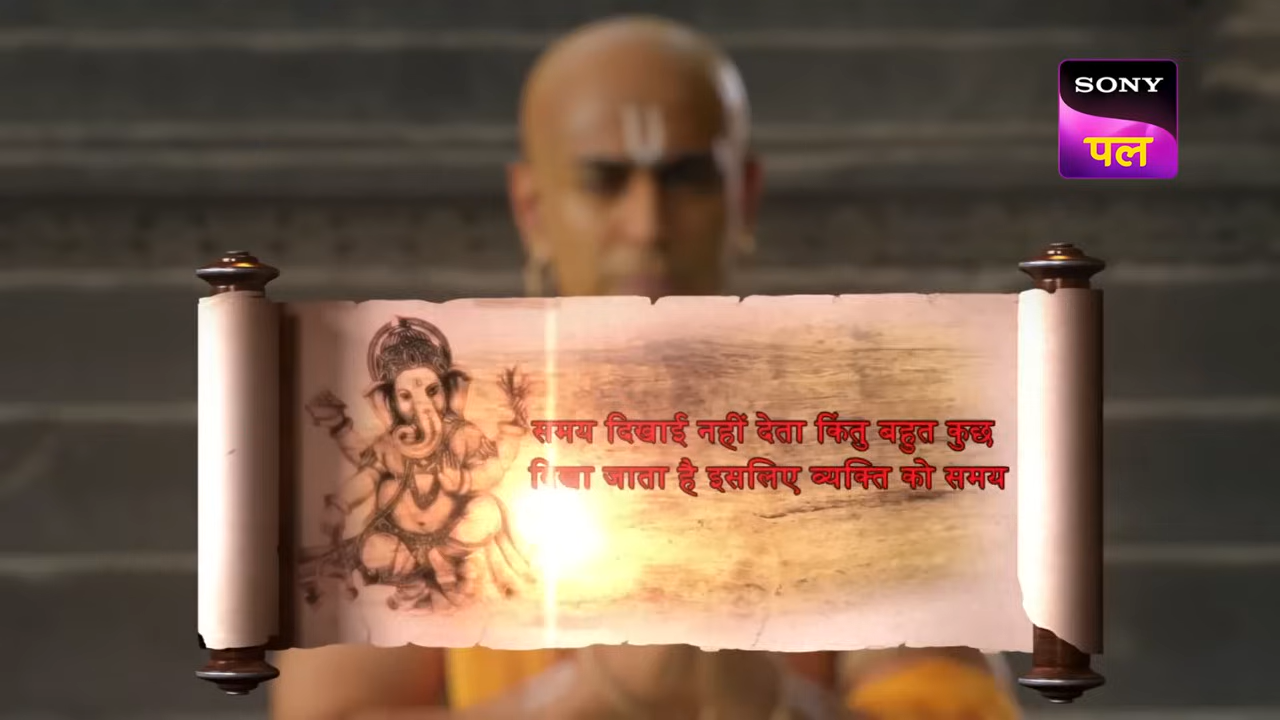 SONY
पल
समय दिखाई नहीं देता किंतु बहुत कुछ
दिखा जाता है इसलिए व्यक्ति को समय